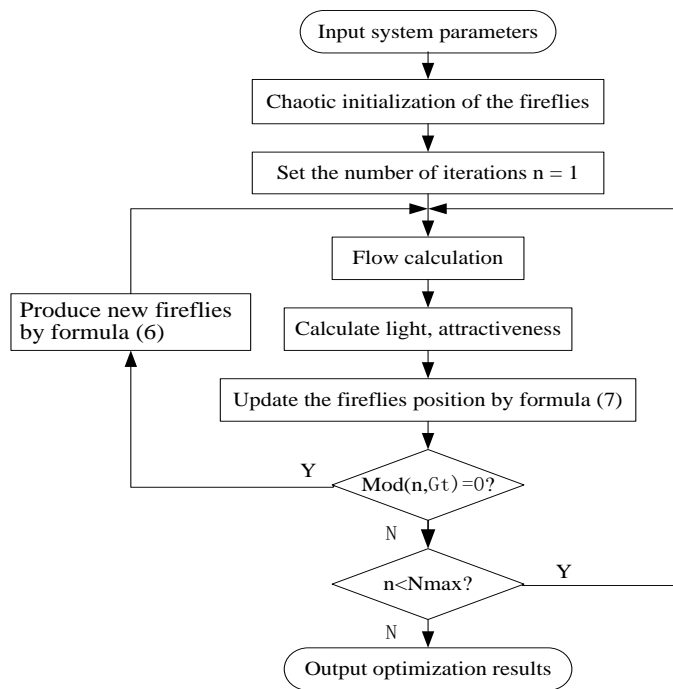 Input system parameters
Chaotic initialization of the fireflies
Set the number of iterations n = 1
Flow calculation
Produce new fireflies
by formula (6)
Calculate light, attractiveness
Update the fireflies position by formula (7)
Y
Mod(n,Gt)=0?
N
n<Nmax?
Y
N
Output optimization results